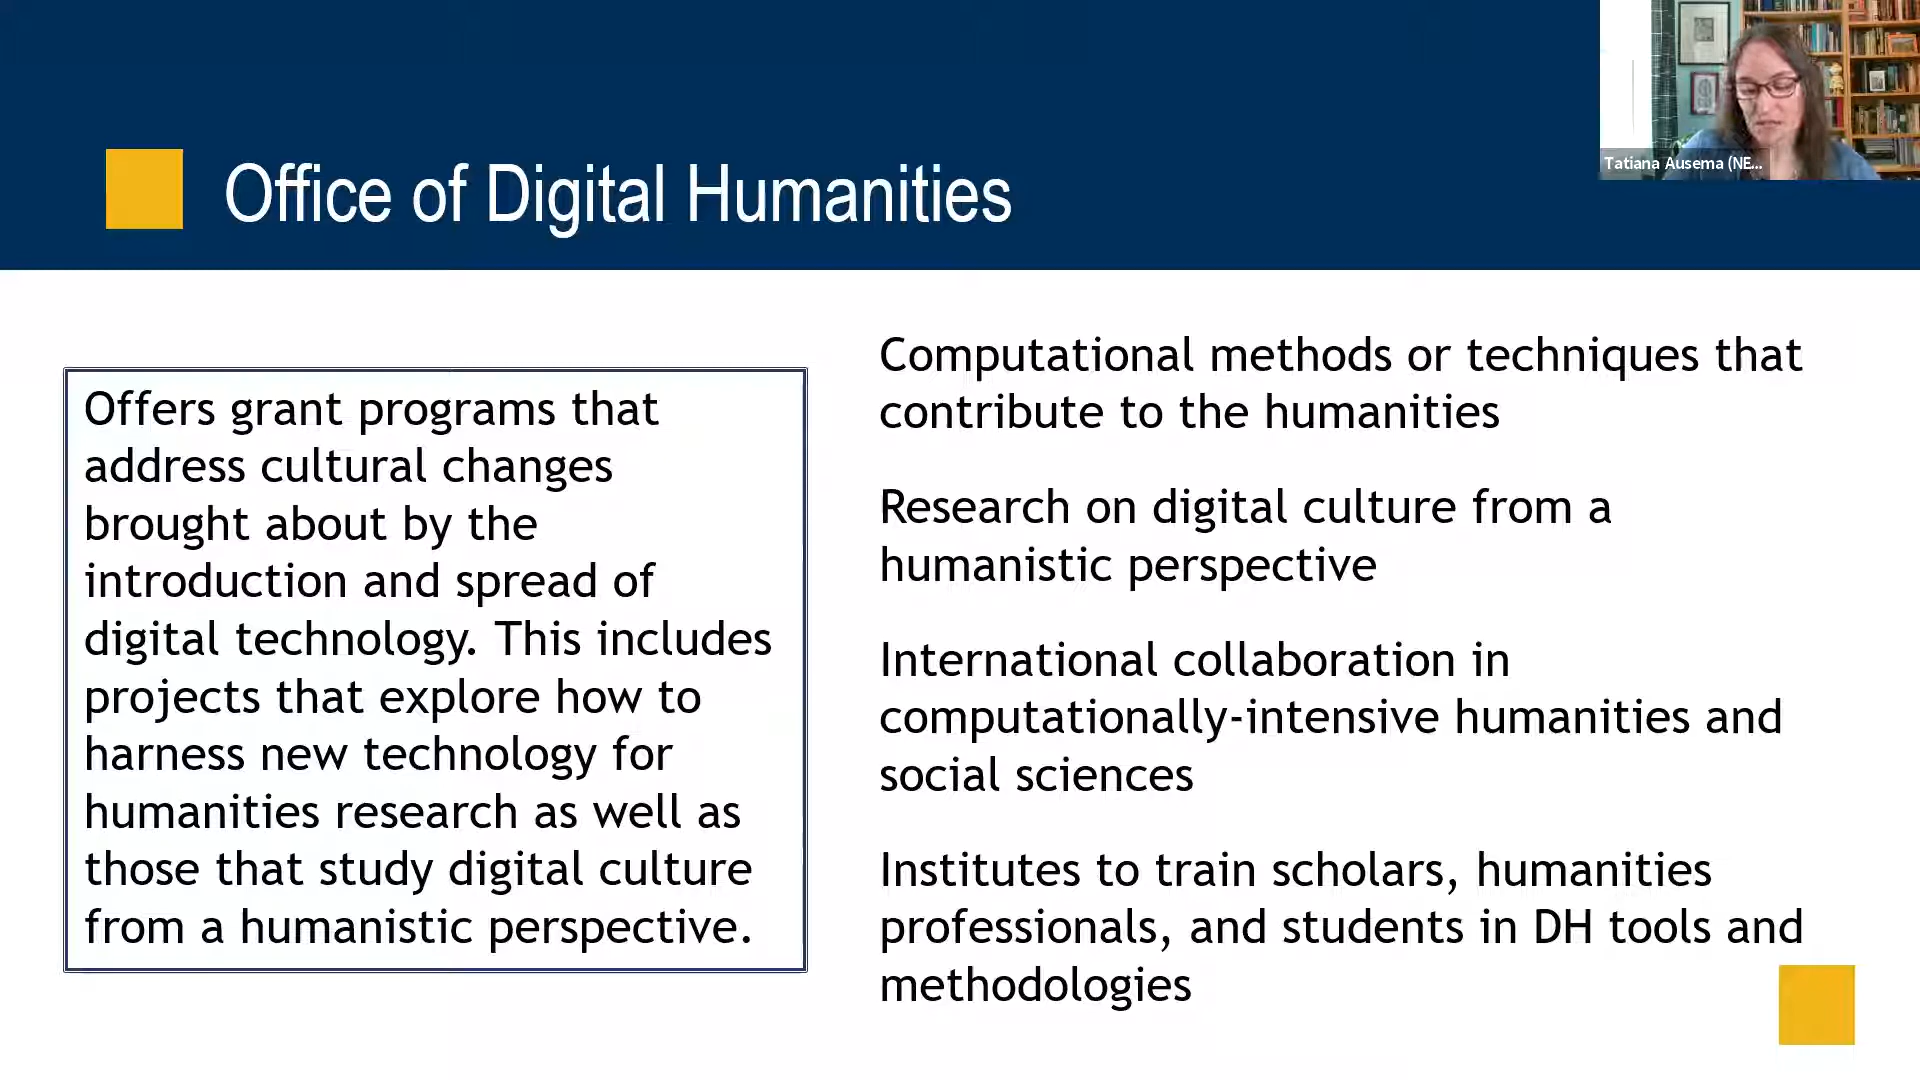 Tatiana Ausema (NE...
Office of Digital Humanities
Offers grant programs that
address cultural changes
brought about by the
introduction and spread of
digital technology. This includes
projects that explore how to
harness new technology for
humanities research as well as
those that study digital culture
from a humanistic perspective.
Computational methods or techniques that
contribute to the humanities
Research on digital culture from a
humanistic perspective
International collaboration in
computationally-intensive humanities and
social sciences
Institutes to train scholars, humanities
professionals, and students in DH tools and
methodologies